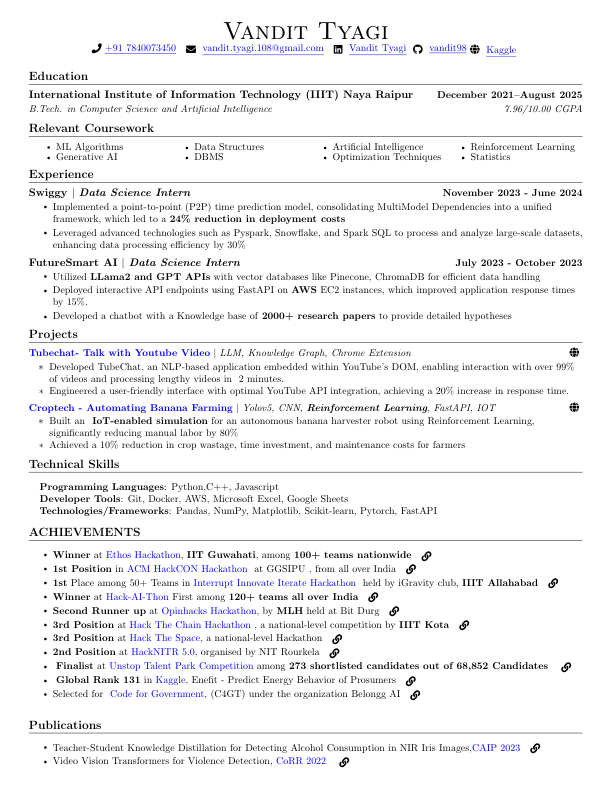 Vandit Tyagi
+91 7840073450 vandit.tyagi.108@gmail.com Vandit Tyagi vandit98 Kaggle
Education
International Institute of Information Technology (IIIT) Naya Raipur December 2021–August 2025
B.Tech. in Computer Science and Artificial Intelligence 7.96/10.00 CGPA
Relevant Coursework
• ML Algorithms • Data Structures • Artificial Intelligence • Reinforcement Learning
• Generative AI • DBMS • Optimization Techniques • Statistics
Experience
Swiggy | Data Science Intern November 2023 - June 2024
• Implemented a point-to-point (P2P) time prediction model, consolidating MultiModel Dependencies into a unified
framework, which led to a 24% reduction in deployment costs
• Leveraged advanced technologies such as Pyspark, Snowflake, and Spark SQL to process and analyze large-scale datasets,
enhancing data processing efficiency by 30%
FutureSmart AI | Data Science Intern July 2023 - October 2023
• Utilized LLama2 and GPT APIs with vector databases like Pinecone, ChromaDB for efficient data handling
• Deployed interactive API endpoints using FastAPI on AWS EC2 instances, which improved application response times
by 15%.
• Developed a chatbot with a Knowledge base of 2000+ research papers to provide detailed hypotheses
Projects
Tubechat- Talk with Youtube Video | LLM, Knowledge Graph, Chrome Extension
∗ Developed TubeChat, an NLP-based application embedded within YouTube's DOM, enabling interaction with over 99%
of videos and processing lengthy videos in 2 minutes.
∗ Engineered a user-friendly interface with optimal YouTube API integration, achieving a 20% increase in response time.
Croptech - Automating Banana Farming | Yolov5, CNN, Reinforcement Learning, FastAPI, IOT
∗ Built an IoT-enabled simulation for an autonomous banana harvester robot using Reinforcement Learning,
significantly reducing manual labor by 80%
∗ Achieved a 10% reduction in crop wastage, time investment, and maintenance costs for farmers
Technical Skills
Programming Languages: Python,C++, Javascript
Developer Tools: Git, Docker, AWS, Microsoft Excel, Google Sheets
Technologies/Frameworks: Pandas, NumPy, Matplotlib, Scikit-learn, Pytorch, FastAPI
ACHIEVEMENTS
• Winner at Ethos Hackathon, IIT Guwahati, among 100+ teams nationwide
• 1st Position in ACM HackCON Hackathon at GGSIPU , from all over India
• 1st Place among 50+ Teams in Interrupt Innovate Iterate Hackathon held by iGravity club, IIIT Allahabad
• Winner at Hack-AI-Thon First among 120+ teams all over India
• Second Runner up at Opinhacks Hackathon, by MLH held at Bit Durg
• 3rd Position at Hack The Chain Hackathon , a national-level competition by IIIT Kota
• 3rd Position at Hack The Space, a national-level Hackathon
• 2nd Position at HackNITR 5.0, organised by NIT Rourkela
• Finalist at Unstop Talent Park Competition among 273 shortlisted candidates out of 68,852 Candidates
• Global Rank 131 in Kaggle, Enefit - Predict Energy Behavior of Prosumers
• Selected for Code for Government, (C4GT) under the organization Belongg AI
Publications
• Teacher-Student Knowledge Distillation for Detecting Alcohol Consumption in NIR Iris Images,CAIP 2023
• Video Vision Transformers for Violence Detection, CoRR 2022